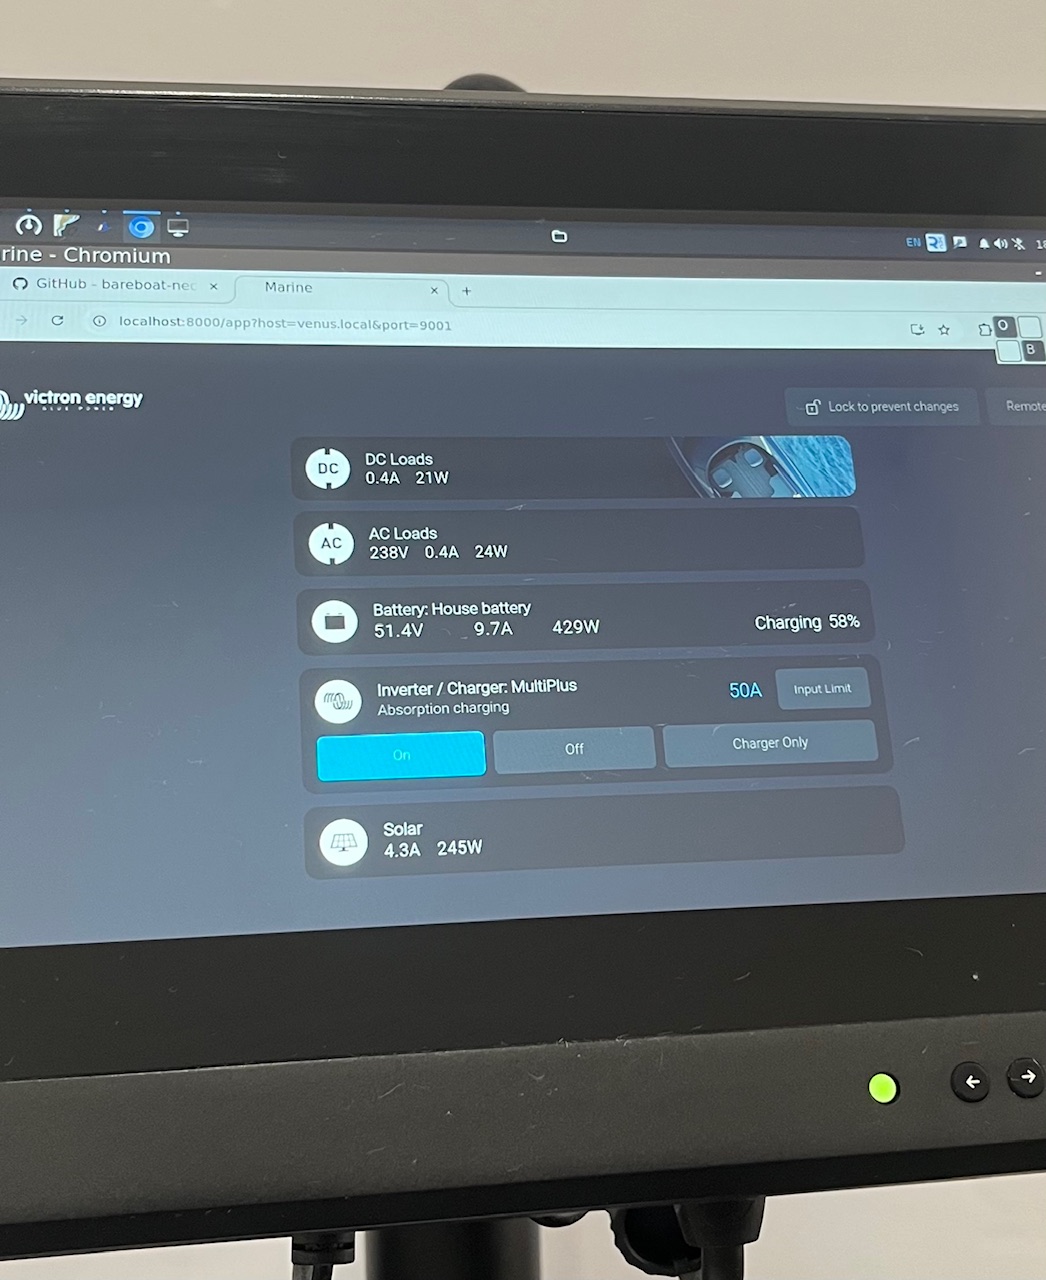 EN
rine - Chromium
GitHub - bareboat-nec
Marine
localhost:8000/app?host=venus.local&port=9001
O
B
victron energy
BLUE POWER
Lock to prevent changes
Remote
DC
DC Loads
0.4A 21W
AC
AC Loads
238V 0.4A 24W
Battery: House battery
51.4V 9.7A 429W
Charging 58%
Inverter / Charger: MultiPlus
Absorption charging
50A
Input Limit
On
Off
Charger Only
Solar
4.3A 245W